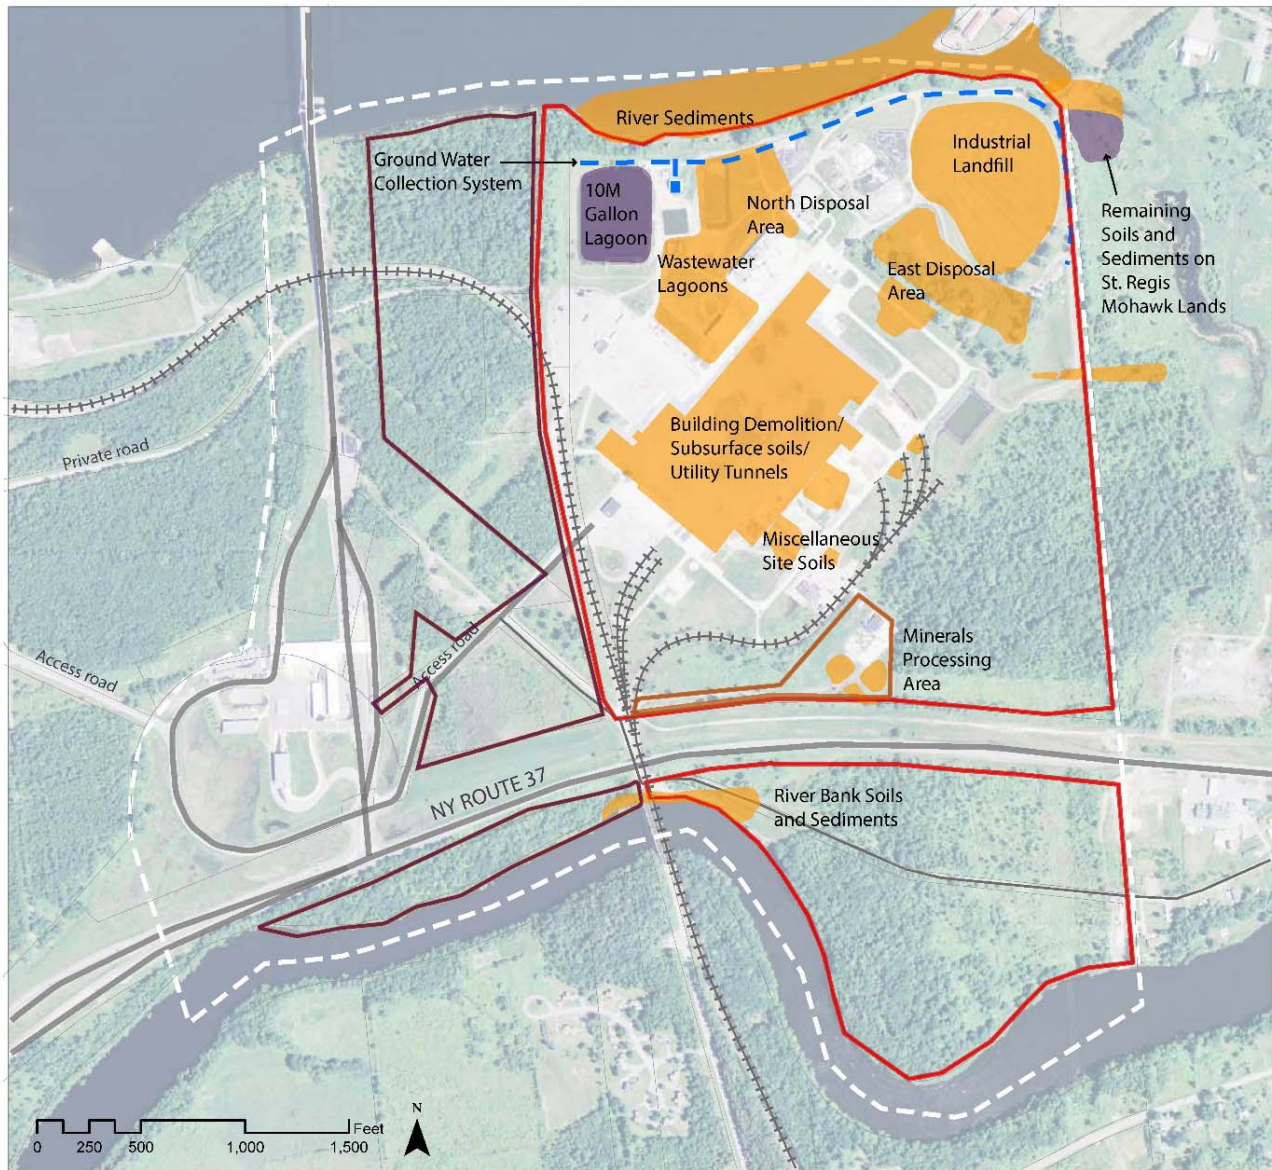 River Sediments
Ground Water
Collection System
10M
Gallon
Lagoon
Industrial
Landfill
North Disposal
Area
Wastewater
Lagoons
East Disposal
Area
Remaining
Soils and
Sediments on
St. Regis
Mohawk Lands
Building Demolition/
Subsurface soils/
Utility Tunnels
Private road
Miscellaneous
Site Soils
Access road
Access road
Minerals
Processing
Area
NY ROUTE 37
River Bank Soils
and Sediments
N
Feet
0 250 500 1,000 1,500